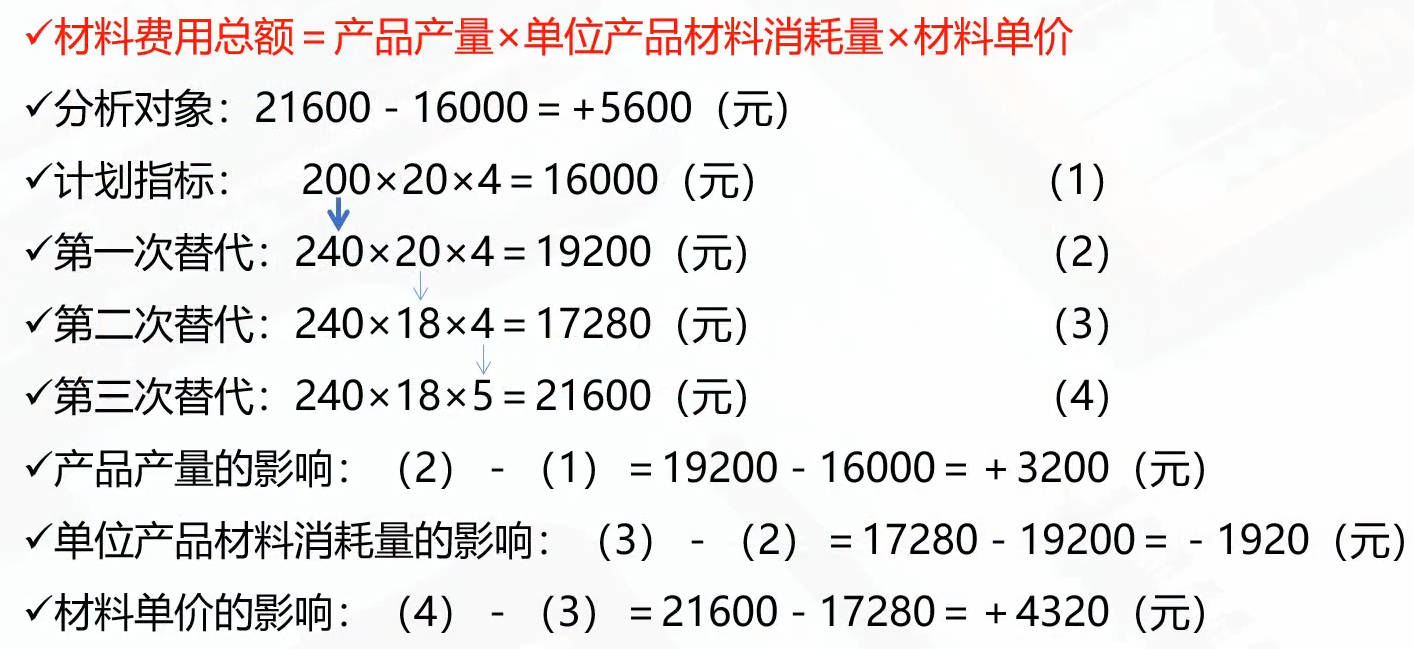 ✓材料费用总额=产品产量×单位产品材料消耗量×材料单价
✓分析对象：21600-16000=+5600（元）
✓计划指标： 200×20×4=16000（元） （1）
✓第一次替代：240×20×4=19200（元） （2）
✓第二次替代：240×18×4=17280（元） （3）
✓第三次替代：240×18×5=21600（元） （4）
✓产品产量的影响：（2）-（1）=19200-16000=+3200（元）
✓单位产品材料消耗量的影响：（3）-（2）=17280-19200=-1920（元）
✓材料单价的影响：（4）-（3）=21600-17280=+4320（元）